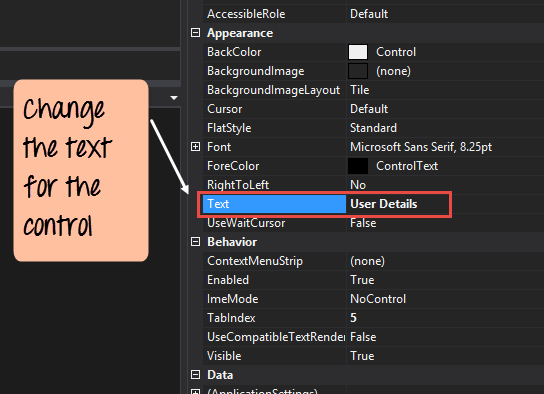 AccessibleRole Default
Appearance
BackColor Control
BackgroundImage (none)
BackgroundImageLayout Tile
Cursor Default
FlatStyle Standard
Font Microsoft Sans Serif, 8.25pt
ForeColor ControlText
RightToLeft No
Text User Details
UseWaitCursor False
Behavior
ContextMenuStrip (none)
Enabled True
ImeMode NoControl
TabIndex 5
UseCompatibleTextRender False
Visible True
Data
(ApplicationSettings)
Change
the text
for the
control